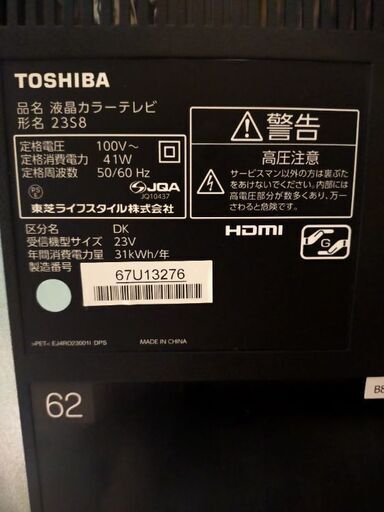 TOSHIBA
品名 液晶カラーテレビ
形名 23S8
定格電圧 100V～
定格消費電力 41W
定格周波数 50/60 Hz
PS
E
JQA
JQ10437
東芝ライフスタイル株式会社
警告
高圧注意
サービスマン以外の方は裏ぶた
をあけないでください。内部には
高電圧部分が数多くあり、万一
さわると危険です。
区分名 DK
受信機型サイズ 23V
年間消費電力量 31kWh/年
製造番号
67U13276
HDMI
G
>PET< EJ4RD23001I DPS
MADE IN CHINA
62